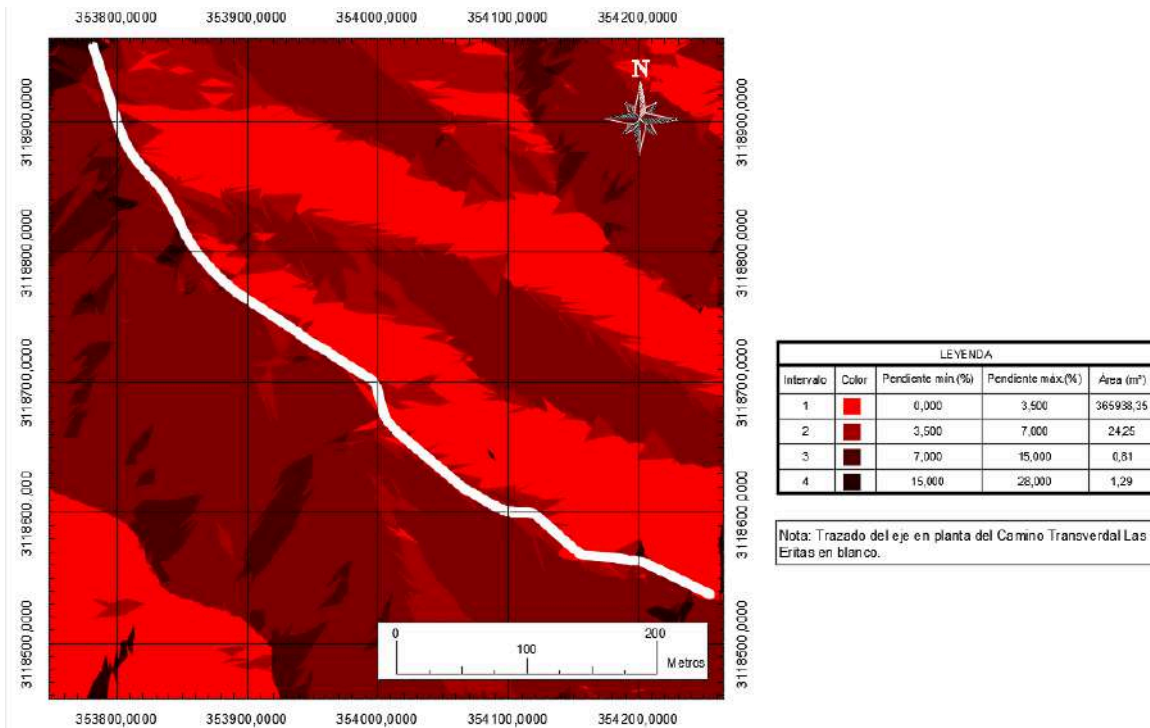 353800,0000 353900,0000 354000,0000 354100,0000 354200,0000
N
3118900,0000 3118900,0000
3118800,0000 3118800,0000
3118700,0000 3118700,0000
3118600,0000 3118600,0000
3118500,0000 3118500,0000
LEYENDA
Intervalo Color Pendiente mín.(%) Pendiente máx.(%) Área (m²)
1 0,000 3,500 365938,35
2 3,500 7,000 24,25
3 7,000 15,000 0,81
4 15,000 28,000 1,29
Nota: Trazado del eje en planta del Camino Transverdal Las
Eritas en blanco.
0 200
100
Metros
353800,0000 353900,0000 354000,0000 354100,0000 354200,0000